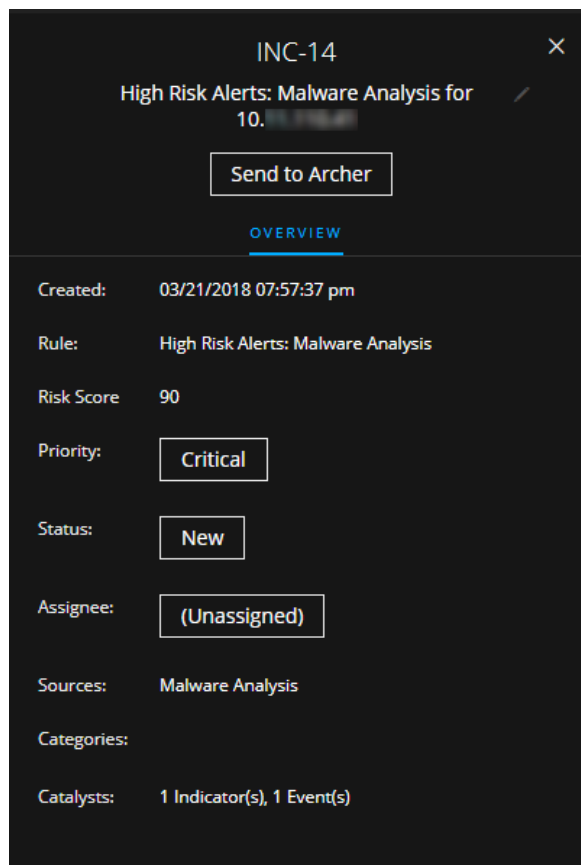 INC-14
High Risk Alerts: Malware Analysis for
10.
Send to Archer
OVERVIEW
Created: 03/21/2018 07:57:37 pm
Rule: High Risk Alerts: Malware Analysis
Risk Score 90
Priority: Critical
Status: New
Assignee: (Unassigned)
Sources: Malware Analysis
Categories:
Catalysts: 1 Indicator(s), 1 Event(s)